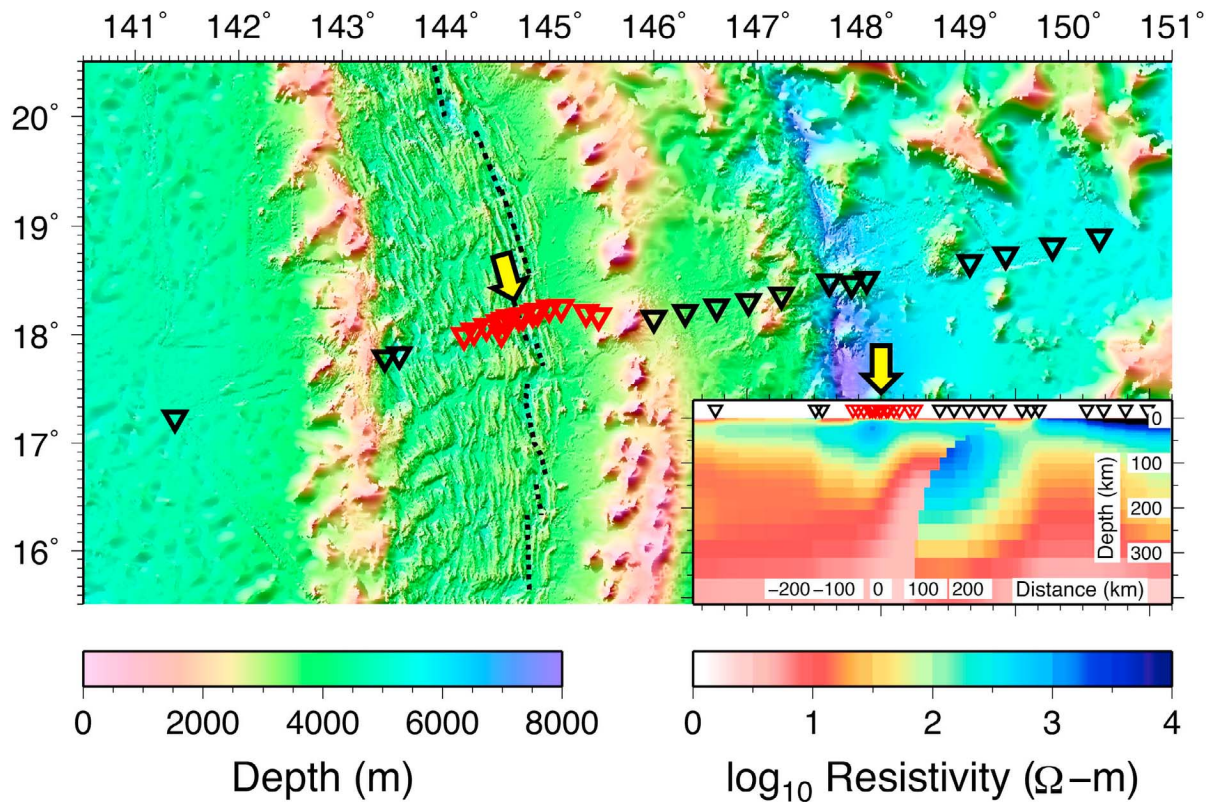 141° 142° 143° 144° 145° 146° 147° 148° 149° 150° 151°
20°
19°
18°
17°
16°
0
100
200
300
Depth (km)
−200 −100 0 100 200 Distance (km)
0 2000 4000 6000 8000
Depth (m)
0 1 2 3 4
log₁₀ Resistivity (Ω−m)